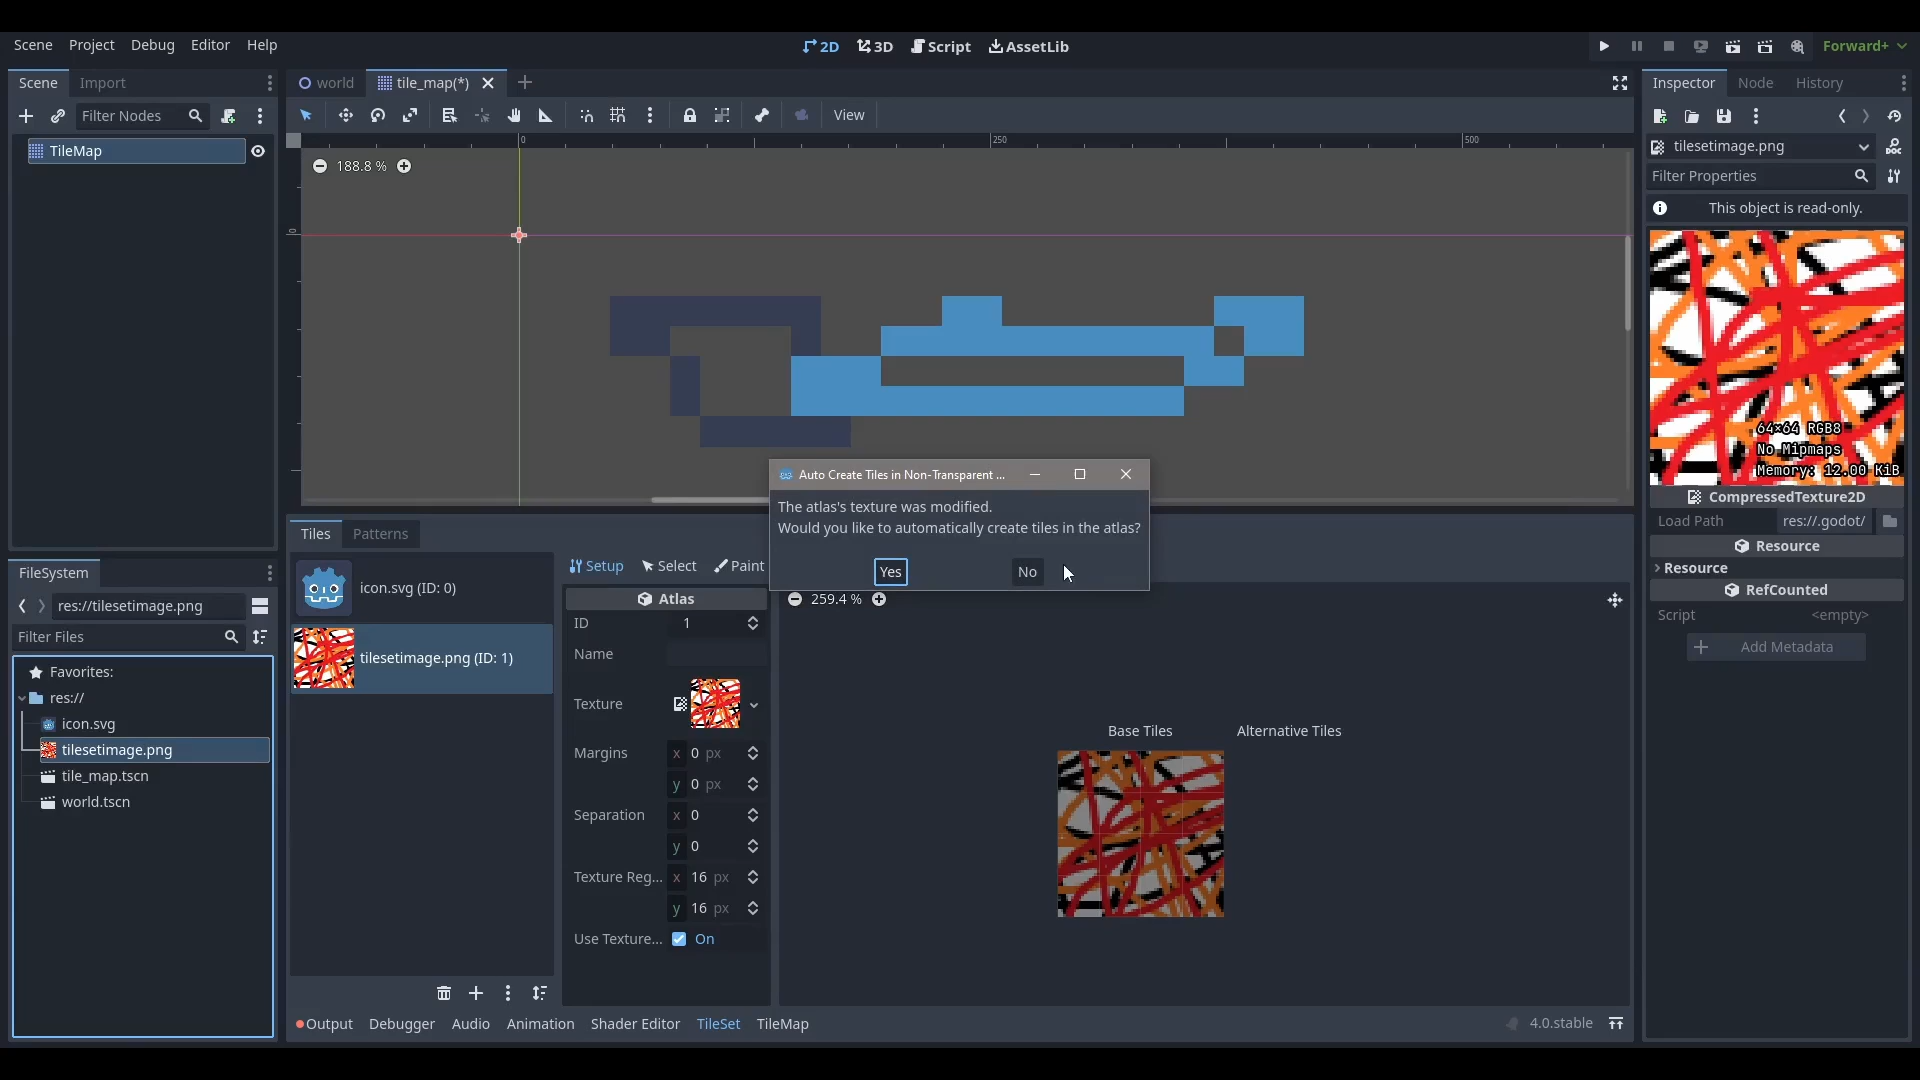 Scene Project Debug Editor Help
2D 3D Script AssetLib
Forward+
Scene Import
world tile_map(*)
Inspector Node History
Filter Nodes
View
0 250 500
TileMap
188.8 %
0
tilesetimage.png
Filter Properties
This object is read-only.
64×64 RGB8
No Mipmaps
Memory: 12.00 KiB
CompressedTexture2D
Load Path res://.godot/
Resource
Resource
RefCounted
Script <empty>
Add Metadata
Auto Create Tiles in Non-Transparent ...
The atlas's texture was modified.
Would you like to automatically create tiles in the atlas?
Yes No
Tiles Patterns
icon.svg (ID: 0)
tilesetimage.png (ID: 1)
Setup Select Paint
Atlas
ID 1
Name
Texture
Margins x 0 px
y 0 px
Separation x 0
y 0
Texture Reg... x 16 px
y 16 px
Use Texture... On
259.4 %
Base Tiles Alternative Tiles
FileSystem
res://tilesetimage.png
Filter Files
Favorites:
res://
icon.svg
tilesetimage.png
tile_map.tscn
world.tscn
Output Debugger Audio Animation Shader Editor TileSet TileMap
4.0.stable